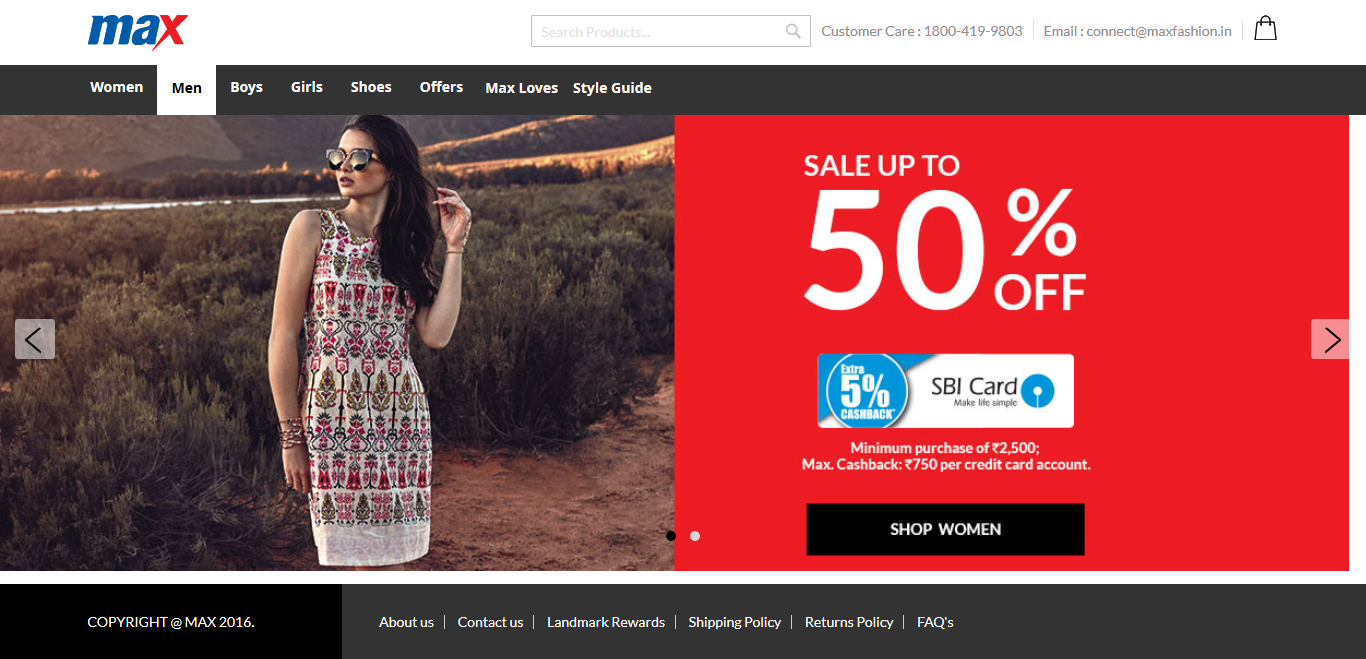 max
Search Products...
Customer Care : 1800-419-9803
Email : connect@maxfashion.in
Women Men Boys Girls Shoes Offers Max Loves Style Guide
SALE UP TO
50%
OFF
Extra
5%
CASHBACK*
SBI Card
Make life simple
Minimum purchase of ₹2,500;
Max. Cashback: ₹750 per credit card account.
SHOP WOMEN
COPYRIGHT @ MAX 2016.
About us Contact us Landmark Rewards Shipping Policy Returns Policy FAQ's